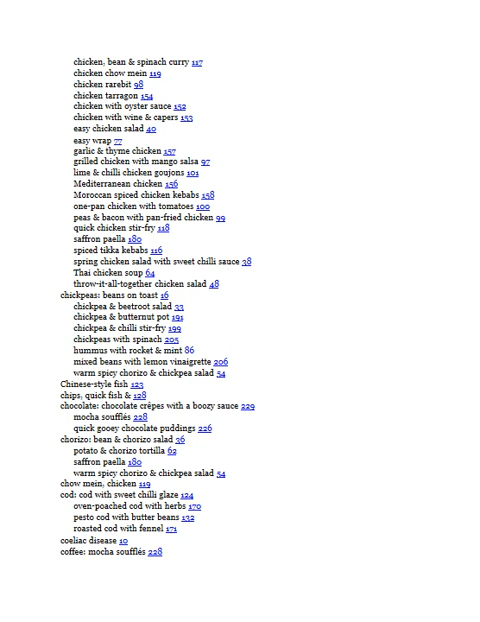 chicken, bean & spinach curry 117
chicken chow mein 119
chicken rarebit 98
chicken tarragon 154
chicken with oyster sauce 152
chicken with wine & capers 153
easy chicken salad 40
easy wrap 77
garlic & thyme chicken 157
grilled chicken with mango salsa 97
lime & chilli chicken goujons 101
Mediterranean chicken 156
Moroccan spiced chicken kebabs 158
one-pan chicken with tomatoes 100
peas & bacon with pan-fried chicken 99
quick chicken stir-fry 118
saffron paella 180
spiced tikka kebabs 116
spring chicken salad with sweet chilli sauce 38
Thai chicken soup 64
throw-it-all-together chicken salad 48
chickpeas: beans on toast 16
chickpea & beetroot salad 33
chickpea & butternut pot 191
chickpea & chilli stir-fry 199
chickpeas with spinach 205
hummus with rocket & mint 86
mixed beans with lemon vinaigrette 206
warm spicy chorizo & chickpea salad 54
Chinese-style fish 123
chips, quick fish & 128
chocolate: chocolate crêpes with a boozy sauce 229
mocha soufflés 228
quick gooey chocolate puddings 226
chorizo: bean & chorizo salad 36
potato & chorizo tortilla 62
saffron paella 180
warm spicy chorizo & chickpea salad 54
chow mein, chicken 119
cod: cod with sweet chilli glaze 124
oven-poached cod with herbs 170
pesto cod with butter beans 132
roasted cod with fennel 171
coeliac disease 10
coffee: mocha soufflés 228